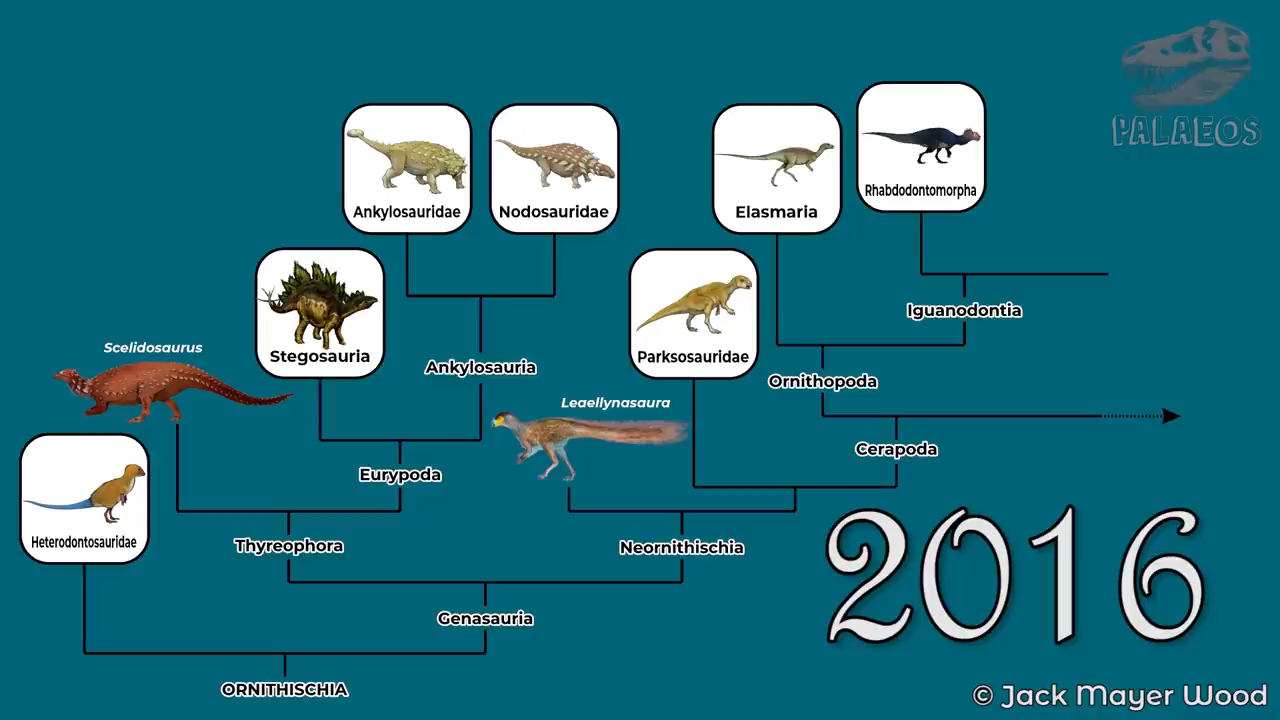 PALAEOS
Rhabdodontomorpha
Ankylosauridae
Nodosauridae
Elasmaria
Iguanodontia
Scelidosaurus
Stegosauria
Ankylosauria
Parksosauridae
Ornithopoda
Leaellynasaura
Cerapoda
Eurypoda
Heterodontosauridae
Thyreophora
Neornithischia
2016
Genasauria
ORNITHISCHIA
© Jack Mayer Wood